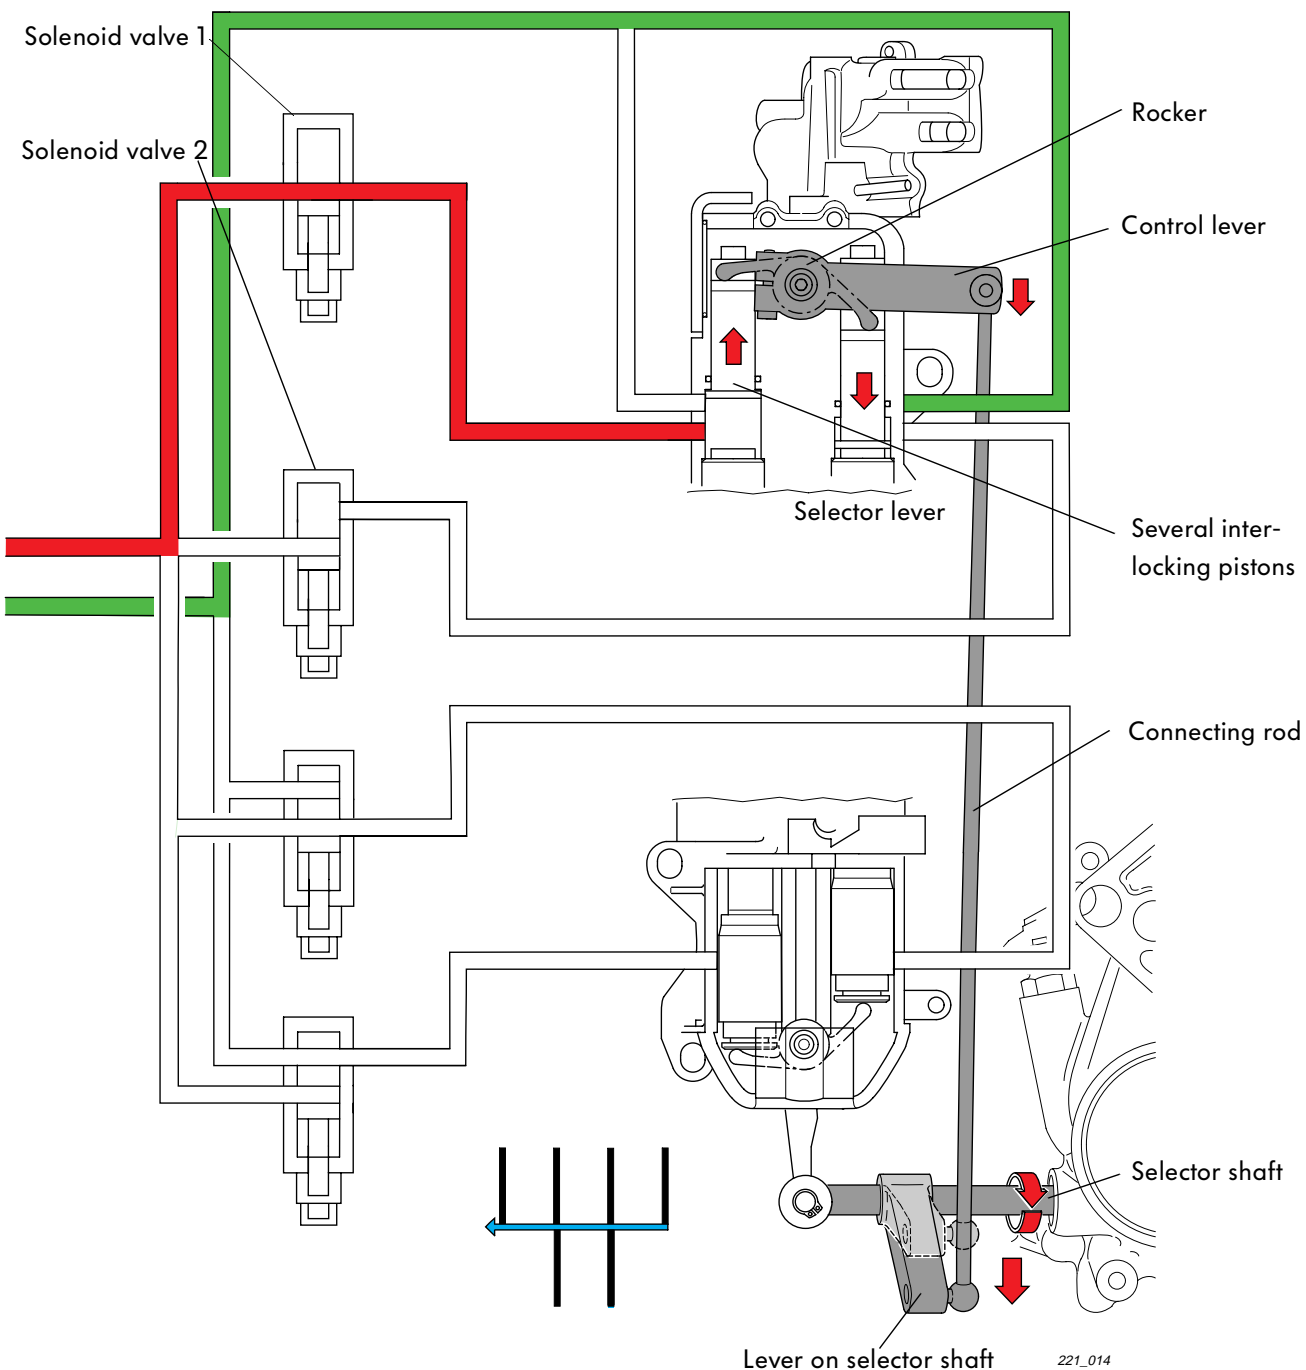 Solenoid valve 1
Solenoid valve 2
Rocker
Control lever
Selector lever
Several inter-
locking pistons
Connecting rod
Selector shaft
Lever on selector shaft
221_014